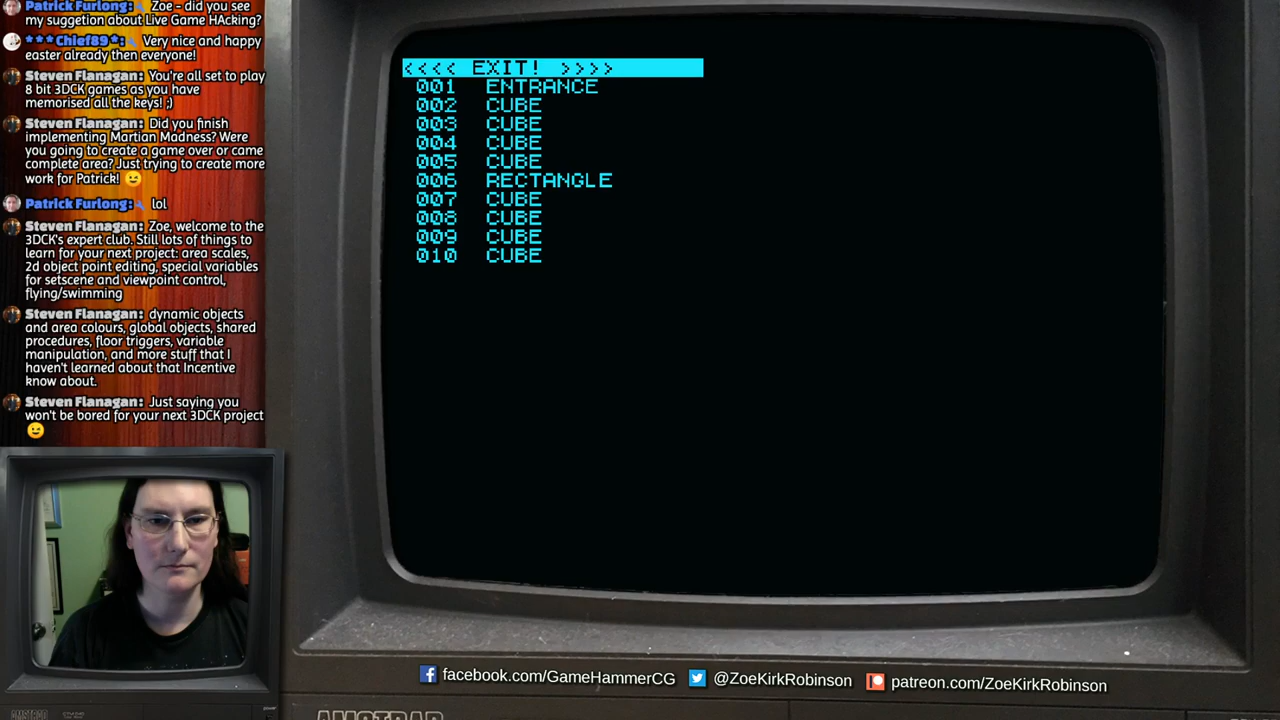 Patrick Furlong: Zoe - did you see
my suggetion about Live Game HAcking?
***Chief89*: Very nice and happy
easter already then everyone!
Steven Flanagan: You're all set to play
8 bit 3DCK games as you have
memorised all the keys! ;)
Steven Flanagan: Did you finish
implementing Martian Madness? Were
you going to create a game over or came
complete area? Just trying to create more
work for Patrick! 😉
Patrick Furlong: lol
Steven Flanagan: Zoe, welcome to the
3DCK's expert club. Still lots of things to
learn for your next project: area scales,
2d object point editing, special variables
for setscene and viewpoint control,
flying/swimming
Steven Flanagan: dynamic objects
and area colours, global objects, shared
procedures, floor triggers, variable
manipulation, and more stuff that I
haven't learned about that Incentive
know about.
Steven Flanagan: Just saying you
won't be bored for your next 3DCK project
😉
<<<< EXIT! >>>>
001 ENTRANCE
002 CUBE
003 CUBE
004 CUBE
005 CUBE
006 RECTANGLE
007 CUBE
008 CUBE
009 CUBE
010 CUBE
facebook.com/GameHammerCG
@ZoeKirkRobinson
patreon.com/ZoeKirkRobinson
AMSTRAD